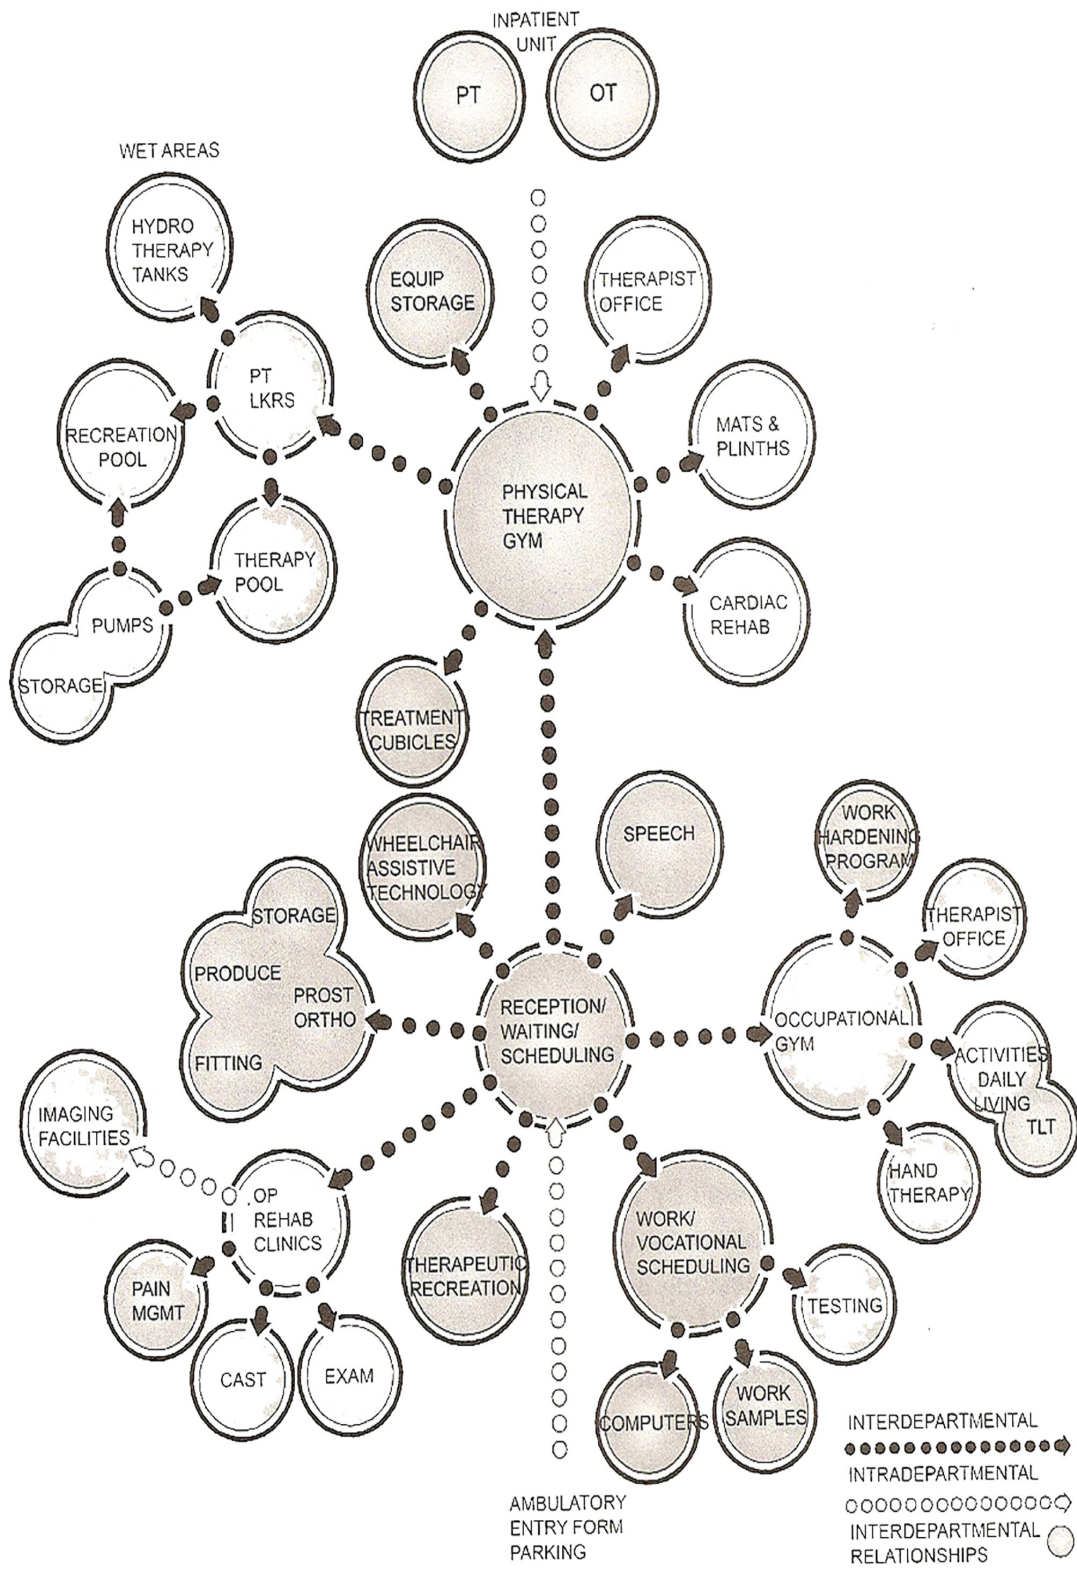 INPATIENT
UNIT
PT
OT
WET AREAS
HYDRO
THERAPY
TANKS
EQUIP
STORAGE
THERAPIST
OFFICE
PT
LKRS
RECREATION
POOL
MATS &
PLINTHS
PHYSICAL
THERAPY
GYM
THERAPY
POOL
CARDIAC
REHAB
PUMPS
STORAGE
TREATMENT
CUBICLES
WHEELCHAIR
ASSISTIVE
TECHNOLOGY
SPEECH
WORK
HARDENING
PROGRAM
THERAPIST
OFFICE
STORAGE
PRODUCE
PROST
ORTHO
FITTING
RECEPTION/
WAITING/
SCHEDULING
OCCUPATIONAL
GYM
ACTIVITIES
DAILY
LIVING
TLT
IMAGING
FACILITIES
HAND
THERAPY
OP
REHAB
CLINICS
WORK/
VOCATIONAL
SCHEDULING
THERAPEUTIC
RECREATION
PAIN
MGMT
TESTING
CAST
EXAM
COMPUTERS
WORK
SAMPLES
AMBULATORY
ENTRY FORM
PARKING
INTERDEPARTMENTAL
INTRADEPARTMENTAL
INTERDEPARTMENTAL
RELATIONSHIPS